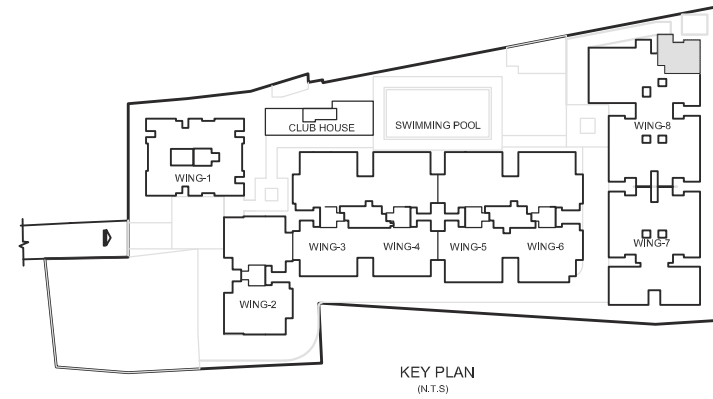 CLUB HOUSE
SWIMMING POOL
WING-8
WING-1
WING-3
WING-4
WING-5
WING-6
WING-7
WING-2
KEY PLAN
(N.T.S)